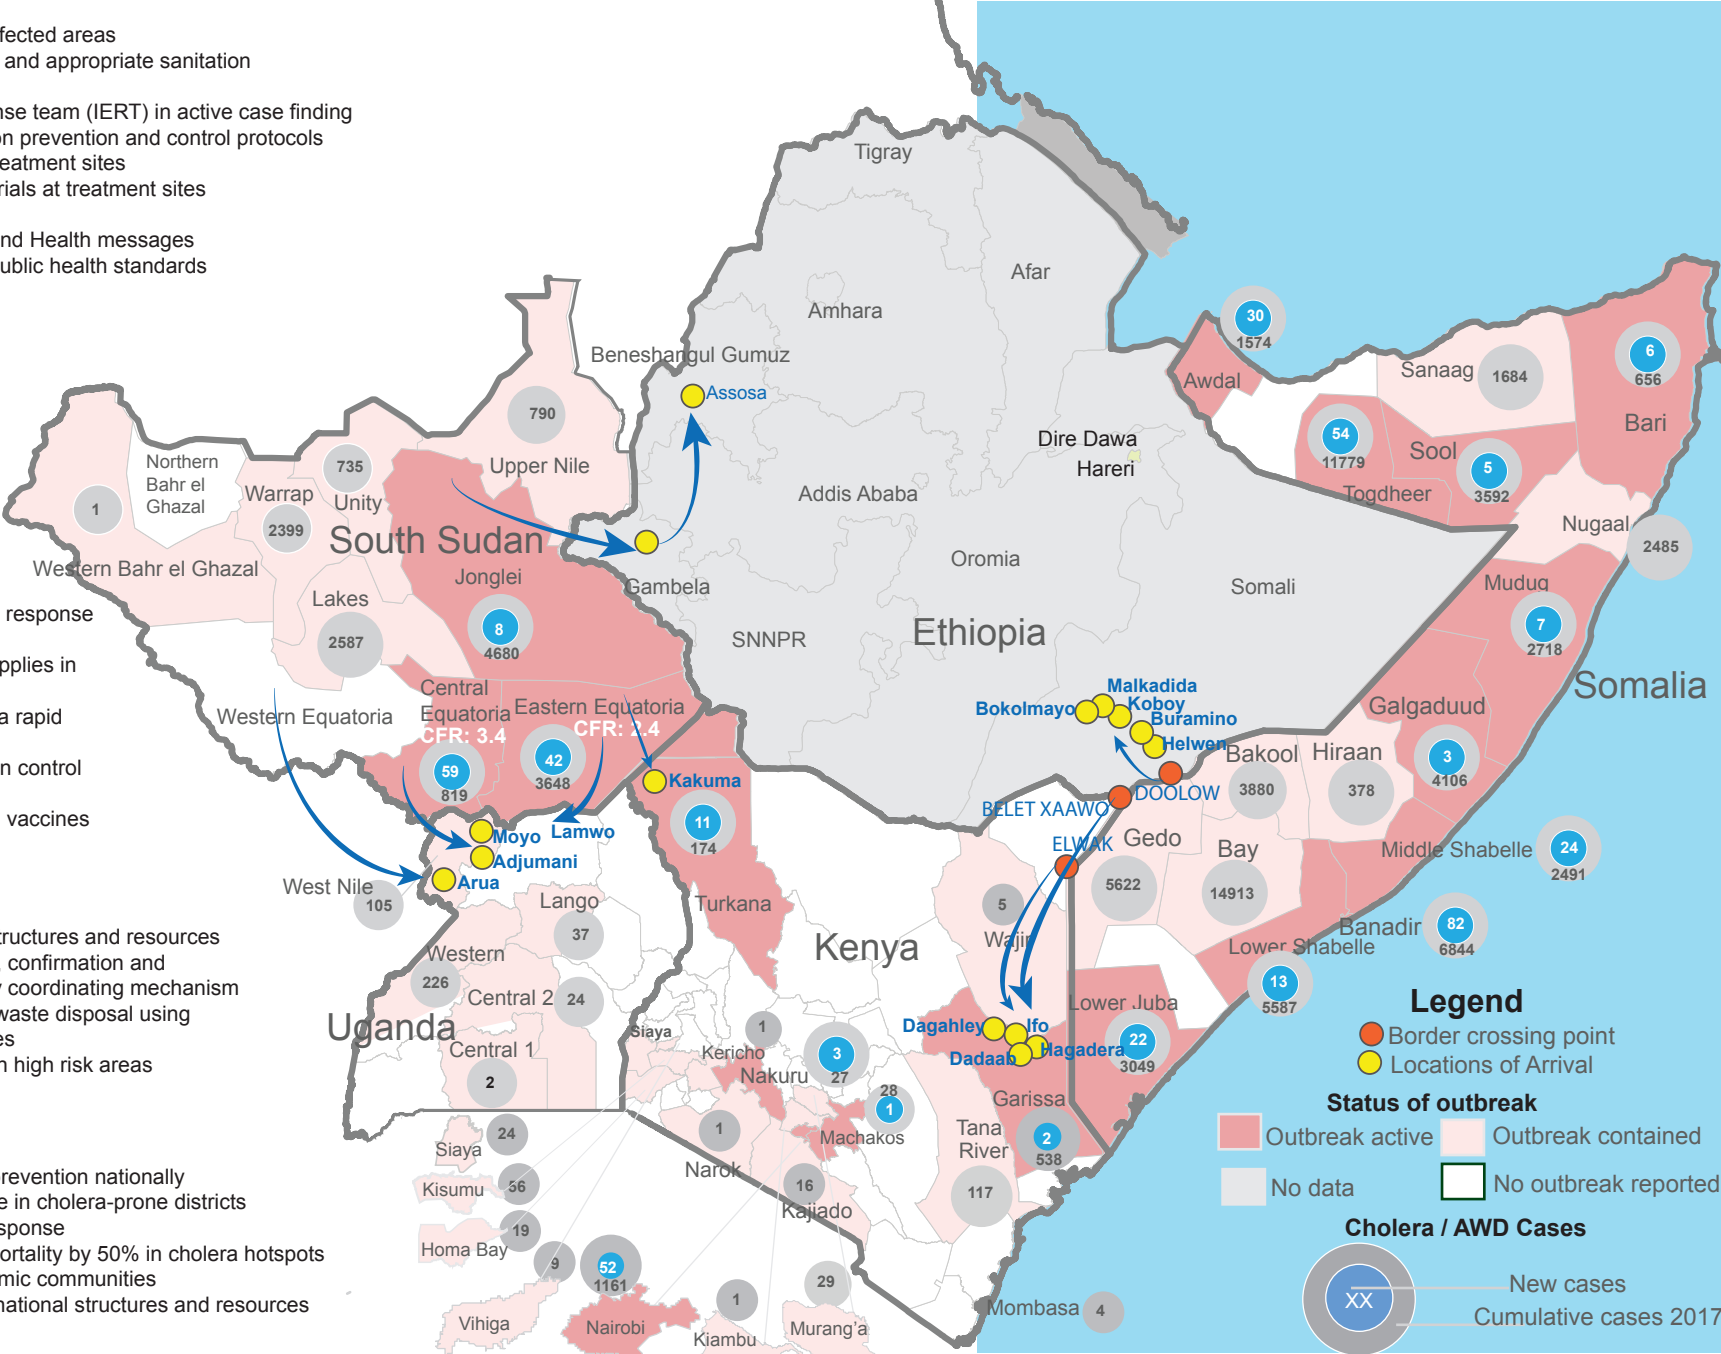 fected areas
and appropriate sanitation
nse team (IERT) in active case finding
on prevention and control protocols
reatment sites
rials at treatment sites
nd Health messages
ublic health standards
response
pplies in
a rapid
n control
vaccines
tructures and resources
, confirmation and
y coordinating mechanism
waste disposal using
es
n high risk areas
revention nationally
e in cholera-prone districts
sponse
ortality by 50% in cholera hotspots
mic communities
national structures and resources
Tigray
Afar
Amhara
Beneshangul Gumuz
Assosa
Dire Dawa
Hareri
Addis Ababa
Oromia
Somali
Gambela
SNNPR
Ethiopia
Malkadida
Bokolmayo
Koboy
Buramino
Helwen
790
Upper Nile
Northern
Bahr el
Ghazal
735
Unity
Warrap
2399
1
Western Bahr el Ghazal
South Sudan
Jonglei
8
4680
Lakes
2587
Western Equatoria
Central
Equatoria
CFR: 3.4
59
819
Eastern Equatoria
CFR: 2.4
42
3648
Kakuma
11
174
Turkana
Moyo
Lamwo
Adjumani
Arua
West Nile
105
Lango
37
Western
226
Central 2
24
Uganda
Central 1
2
30
1574
Awdal
Sanaag
1684
6
656
Bari
54
11779
Togdheer
Sool
5
3592
Nugaal
2485
Mudug
7
2718
Somalia
Galgaduud
3
4106
Hiraan
378
Bakool
3880
DOOLOW
BELET XAAWO
ELWAK
Gedo
5622
Bay
14913
Middle Shabelle
24
2491
Banadir
82
6844
Lower Shabelle
13
5587
Lower Juba
22
3049
Kenya
5
Wajir
Dagahley
Ifo
Hagadera
Dadaab
Garissa
2
538
Tana
River
117
Siaya
1
Kericho
Nakuru
3
27
28
1
Machakos
1
Narok
16
Kajiado
Siaya
24
Kisumu
66
Homa Bay
19
9
Vihiga
52
1161
Nairobi
1
Kiambu
29
Murang'a
Mombasa
4
Legend
Border crossing point
Locations of Arrival
Status of outbreak
Outbreak active
Outbreak contained
No data
No outbreak reported
Cholera / AWD Cases
XX
New cases
Cumulative cases 2017